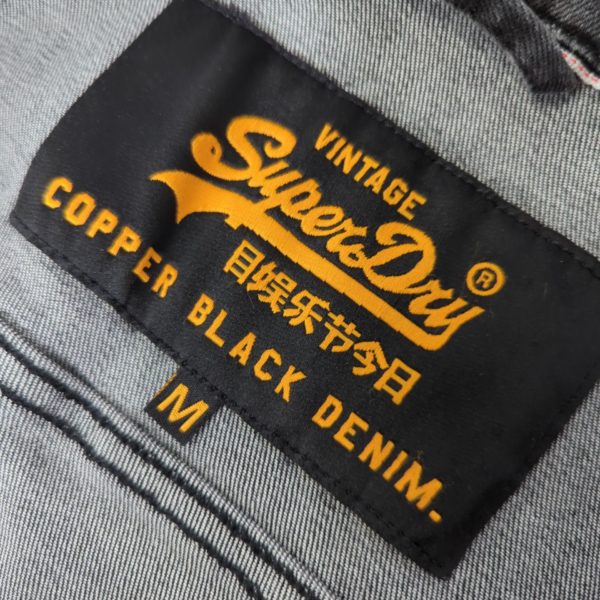 VINTAGE
SuperDry®
目娱乐节今日
COPPER BLACK DENIM.
M